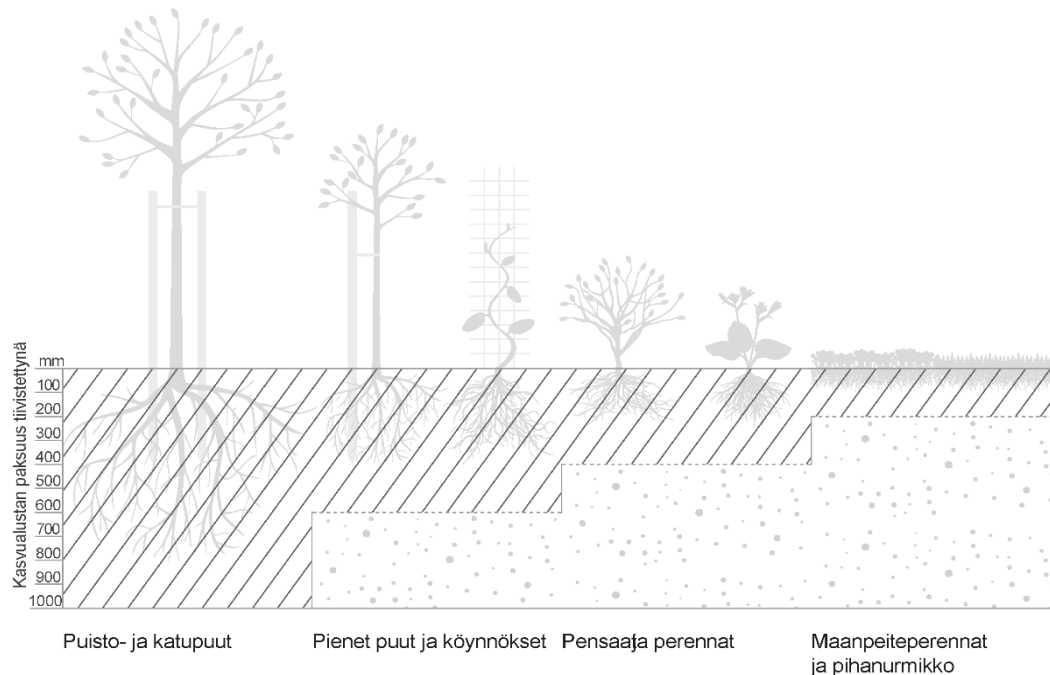 Kasvualustan paksuus tiivistettynä
mm
100
200
300
400
500
600
700
800
900
1000
Puisto- ja katupuut
Pienet puut ja köynnökset
Pensaat ja perennat
Maanpeiteperennat
ja pihanurmikko